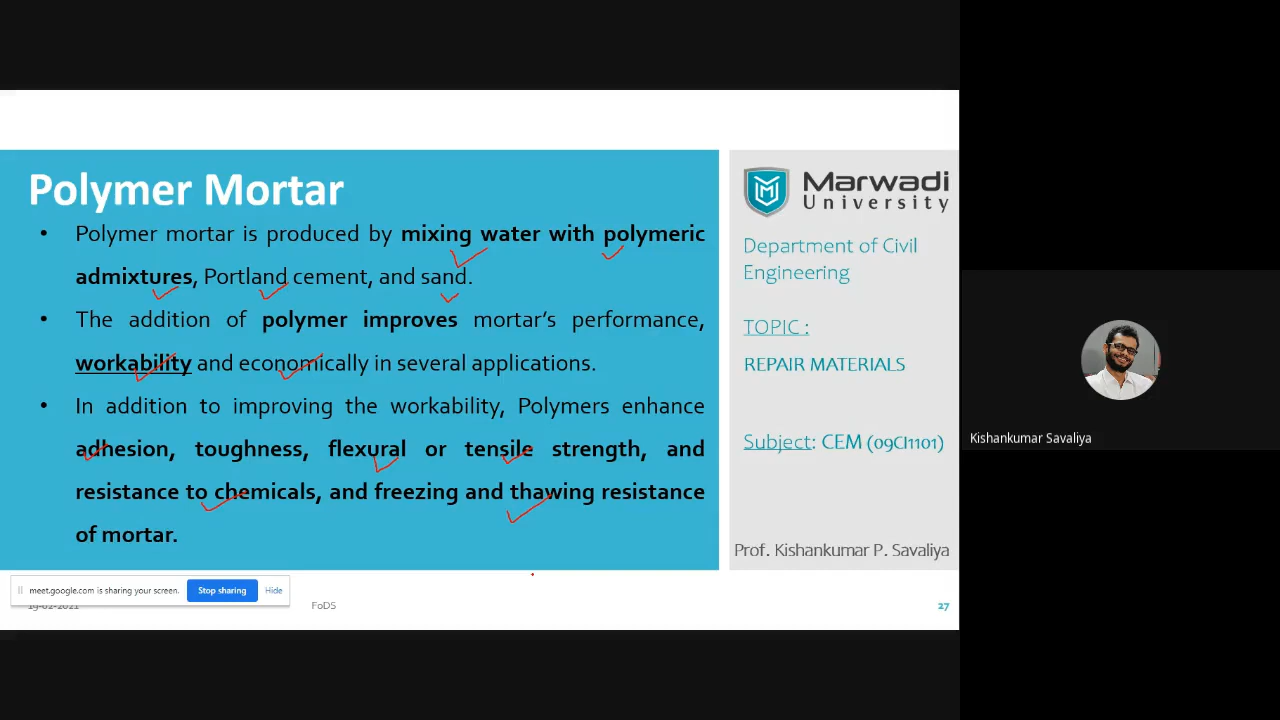 Polymer Mortar
• Polymer mortar is produced by mixing water with polymeric
admixtures, Portland cement, and sand.
• The addition of polymer improves mortar's performance,
workability and economically in several applications.
• In addition to improving the workability, Polymers enhance
adhesion, toughness, flexural or tensile strength, and
resistance to chemicals, and freezing and thawing resistance
of mortar.
Marwadi
University
Department of Civil
Engineering
TOPIC :
REPAIR MATERIALS
Subject: CEM (09CI1101)
Prof. Kishankumar P. Savaliya
meet.google.com is sharing your screen.
Stop sharing
Hide
19-02-2021
FoDS
27
Kishankumar Savaliya